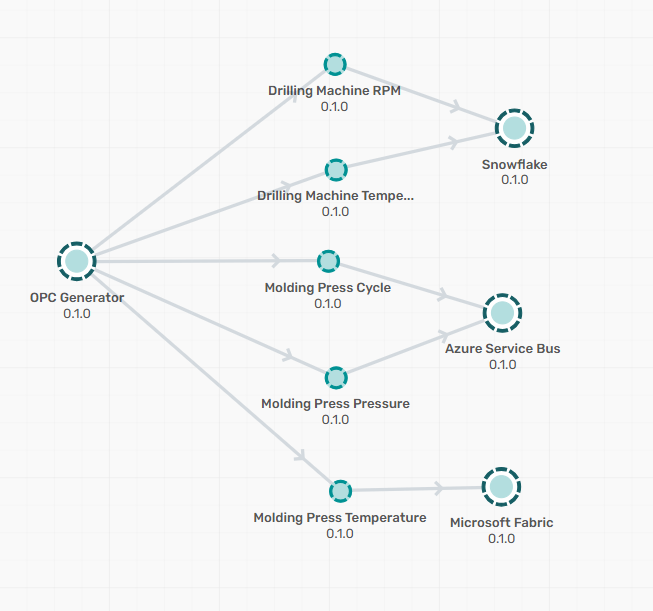 Drilling Machine RPM
0.1.0
Snowflake
0.1.0
Drilling Machine Tempe...
0.1.0
OPC Generator
0.1.0
Molding Press Cycle
0.1.0
Azure Service Bus
0.1.0
Molding Press Pressure
0.1.0
Molding Press Temperature
0.1.0
Microsoft Fabric
0.1.0